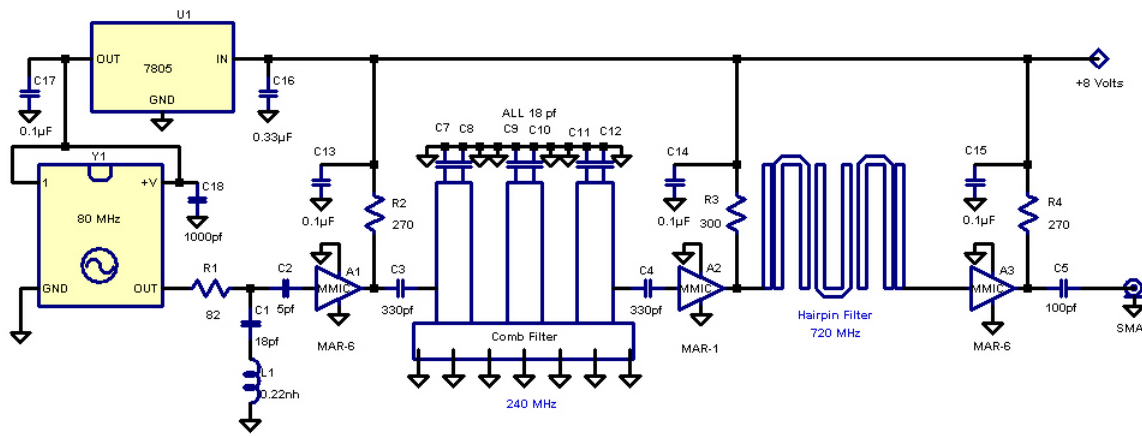 U1
OUT
IN
7805
GND
C17
0.1µF
C16
0.33µF
+8 Volts
Y1
1
+V
80 MHz
GND
OUT
C18
1000pf
R1
82
C1
18pf
L1
0.22nh
C2
5pf
C13
0.1µF
R2
270
A1
MMIC
MAR-6
C3
330pf
ALL 18 pf
C7
C8
C9
C10
C11
C12
Comb Filter
240 MHz
C4
330pf
C14
0.1µF
R3
300
A2
MMIC
MAR-1
Hairpin Filter
720 MHz
C15
0.1µF
R4
270
A3
MMIC
MAR-6
C5
100pf
SMA